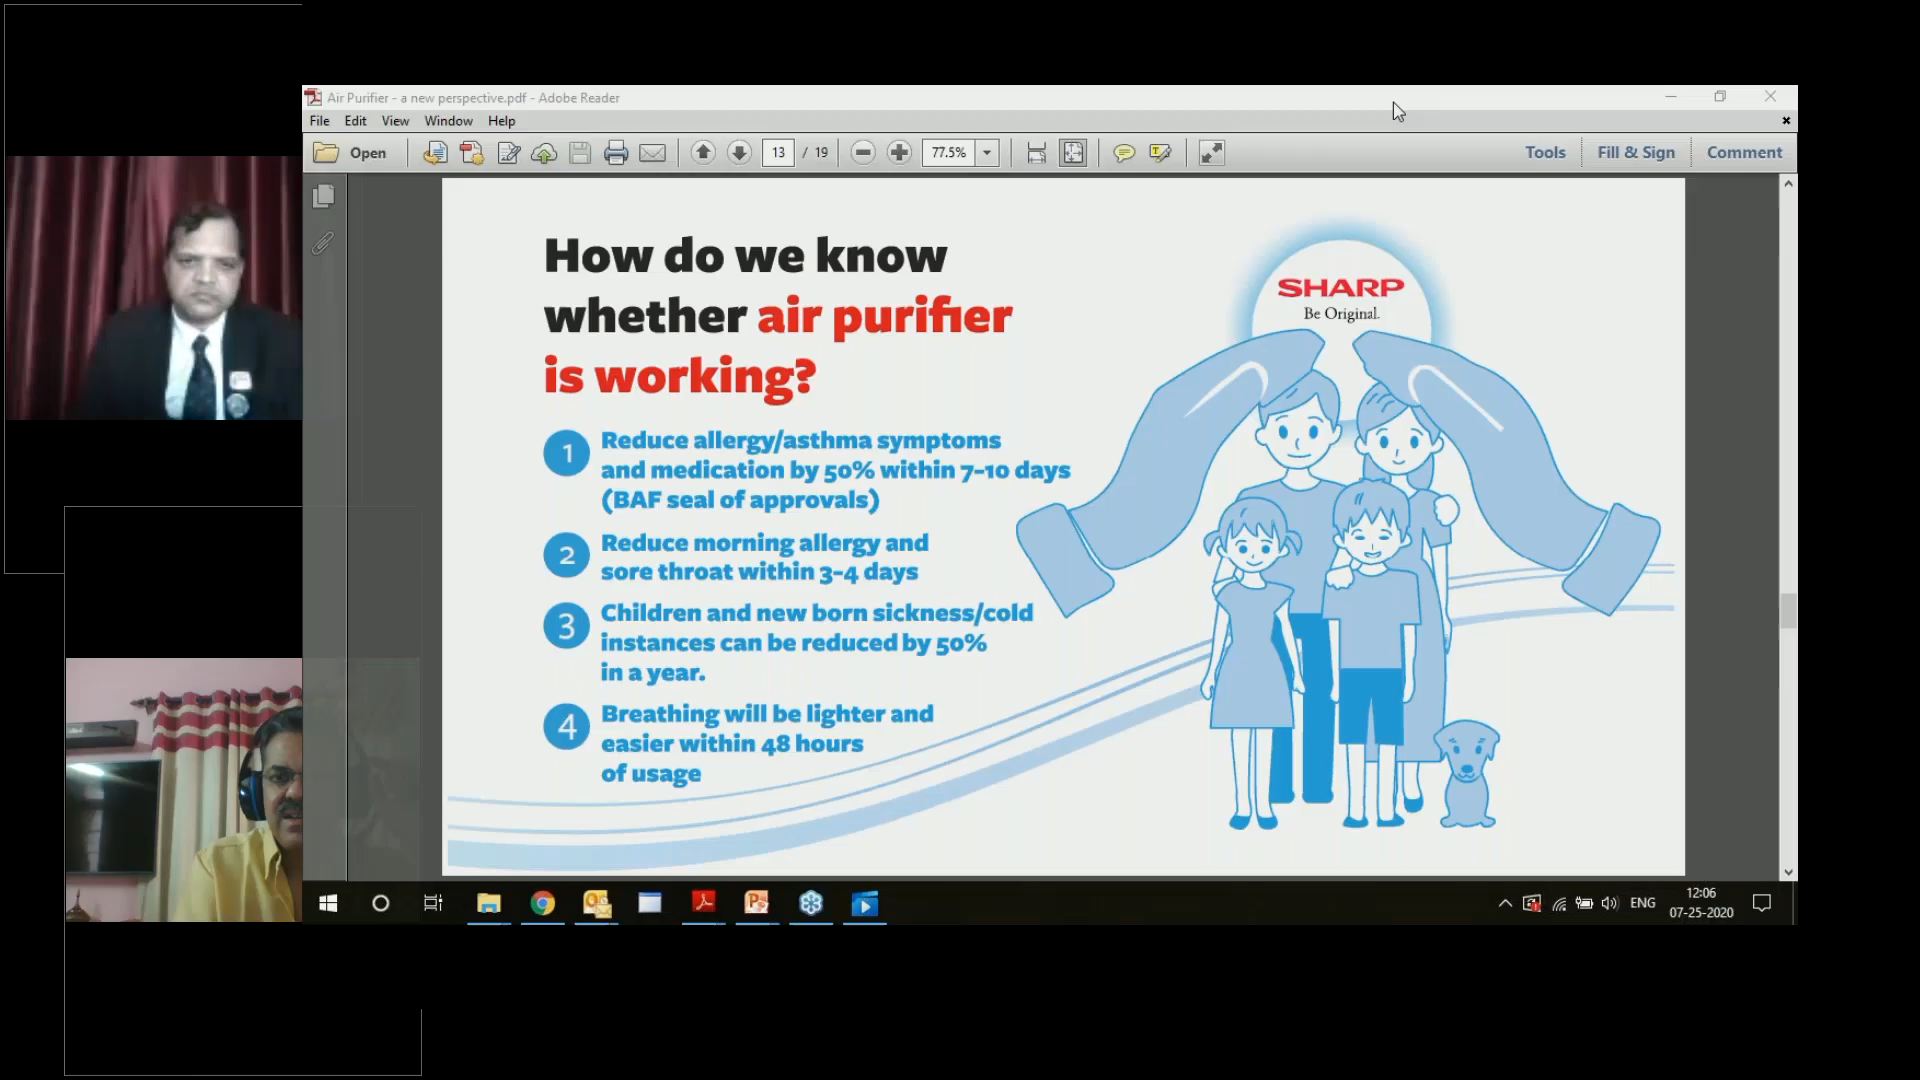 Air Purifier - a new perspective.pdf - Adobe Reader
File Edit View Window Help
Open 13 / 19 77.5% Tools Fill & Sign Comment
How do we know
whether air purifier
is working?
1 Reduce allergy/asthma symptoms
and medication by 50% within 7-10 days
(BAF seal of approvals)
2 Reduce morning allergy and
sore throat within 3-4 days
3 Children and new born sickness/cold
instances can be reduced by 50%
in a year.
4 Breathing will be lighter and
easier within 48 hours
of usage
SHARP
Be Original.
ENG
12:06
07-25-2020